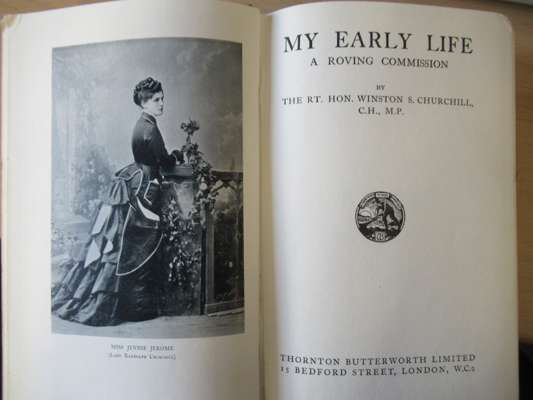 MISS JENNIE JEROME
(LADY RANDOLPH CHURCHILL)
MY EARLY LIFE
A ROVING COMMISSION
BY
THE RT. HON. WINSTON S. CHURCHILL,
C.H., M.P.
THORNTON BUTTERWORTH LIMITED
15 BEDFORD STREET, LONDON, W.C.2